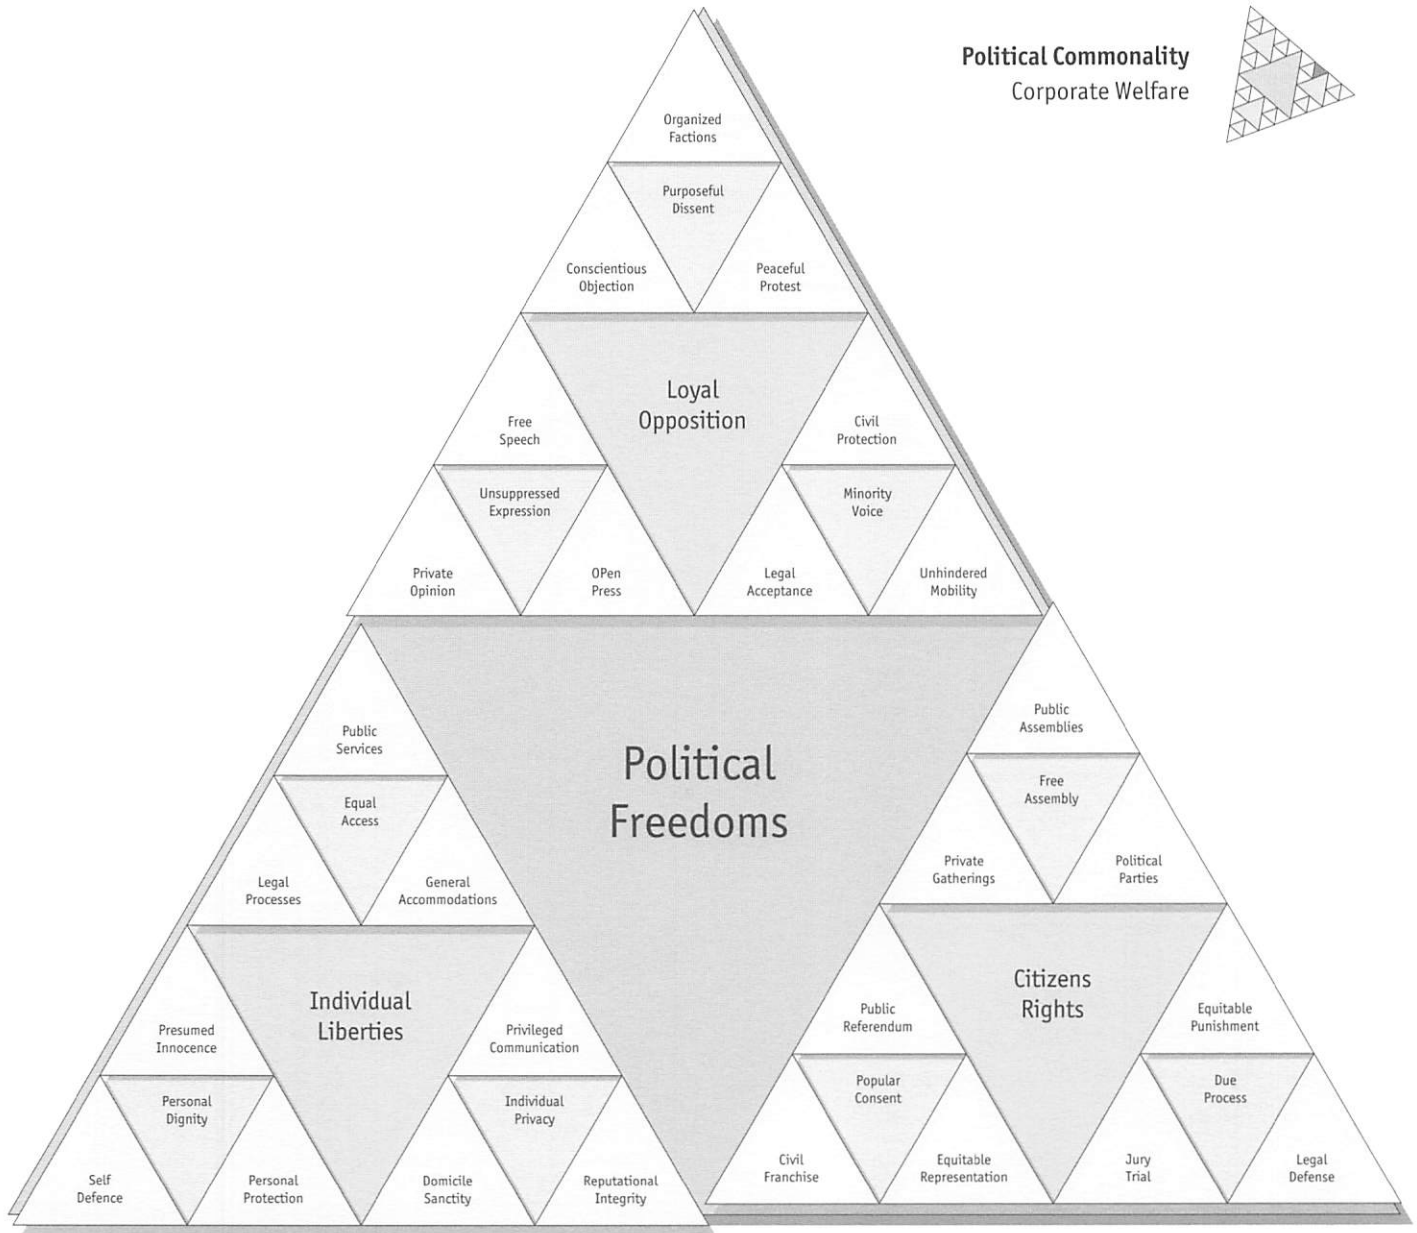 Political Commonality
Corporate Welfare
Organized
Factions
Purposeful
Dissent
Conscientious
Objection
Peaceful
Protest
Loyal
Opposition
Free
Speech
Civil
Protection
Unsuppressed
Expression
Minority
Voice
Private
Opinion
OPen
Press
Legal
Acceptance
Unhindered
Mobility
Political
Freedoms
Public
Services
Equal
Access
Legal
Processes
General
Accommodations
Individual
Liberties
Presumed
Innocence
Privileged
Communication
Personal
Dignity
Individual
Privacy
Self
Defence
Personal
Protection
Domicile
Sanctity
Reputational
Integrity
Public
Assemblies
Free
Assembly
Private
Gatherings
Political
Parties
Citizens
Rights
Public
Referendum
Equitable
Punishment
Popular
Consent
Due
Process
Civil
Franchise
Equitable
Representation
Jury
Trial
Legal
Defense